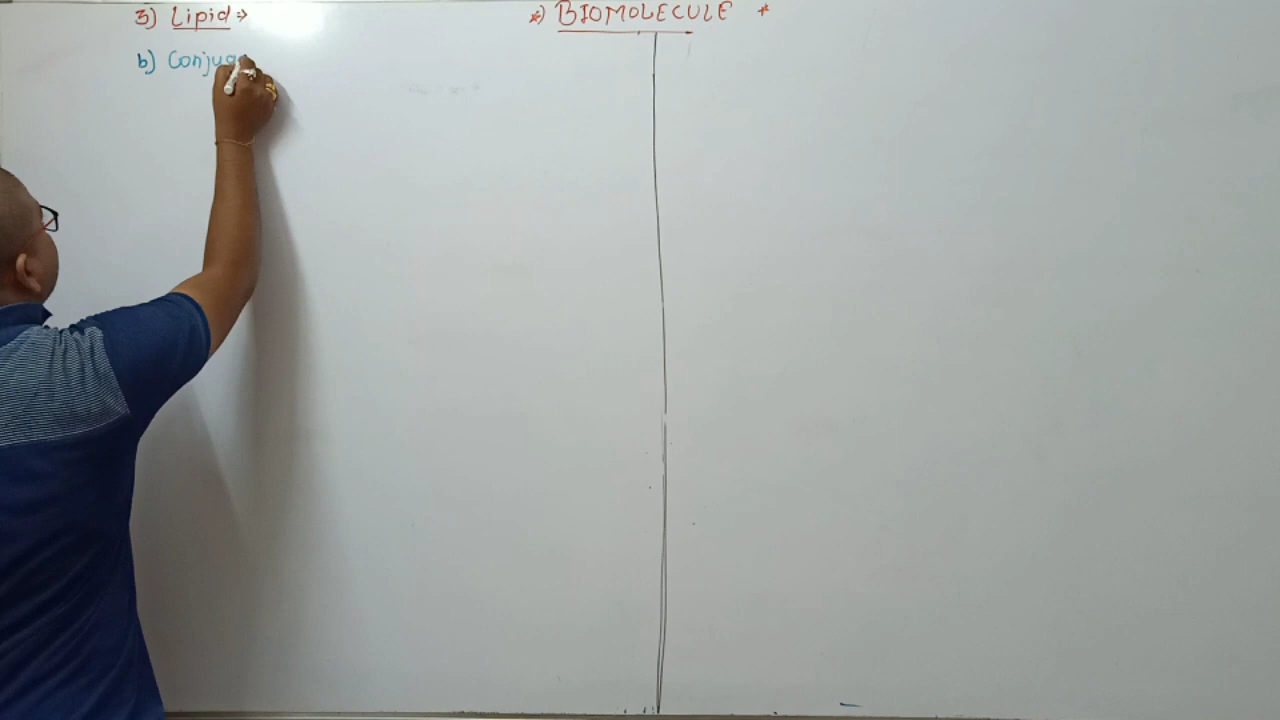 *) BIOMOLECULE *
3) Lipid ⇒
b) Conjug